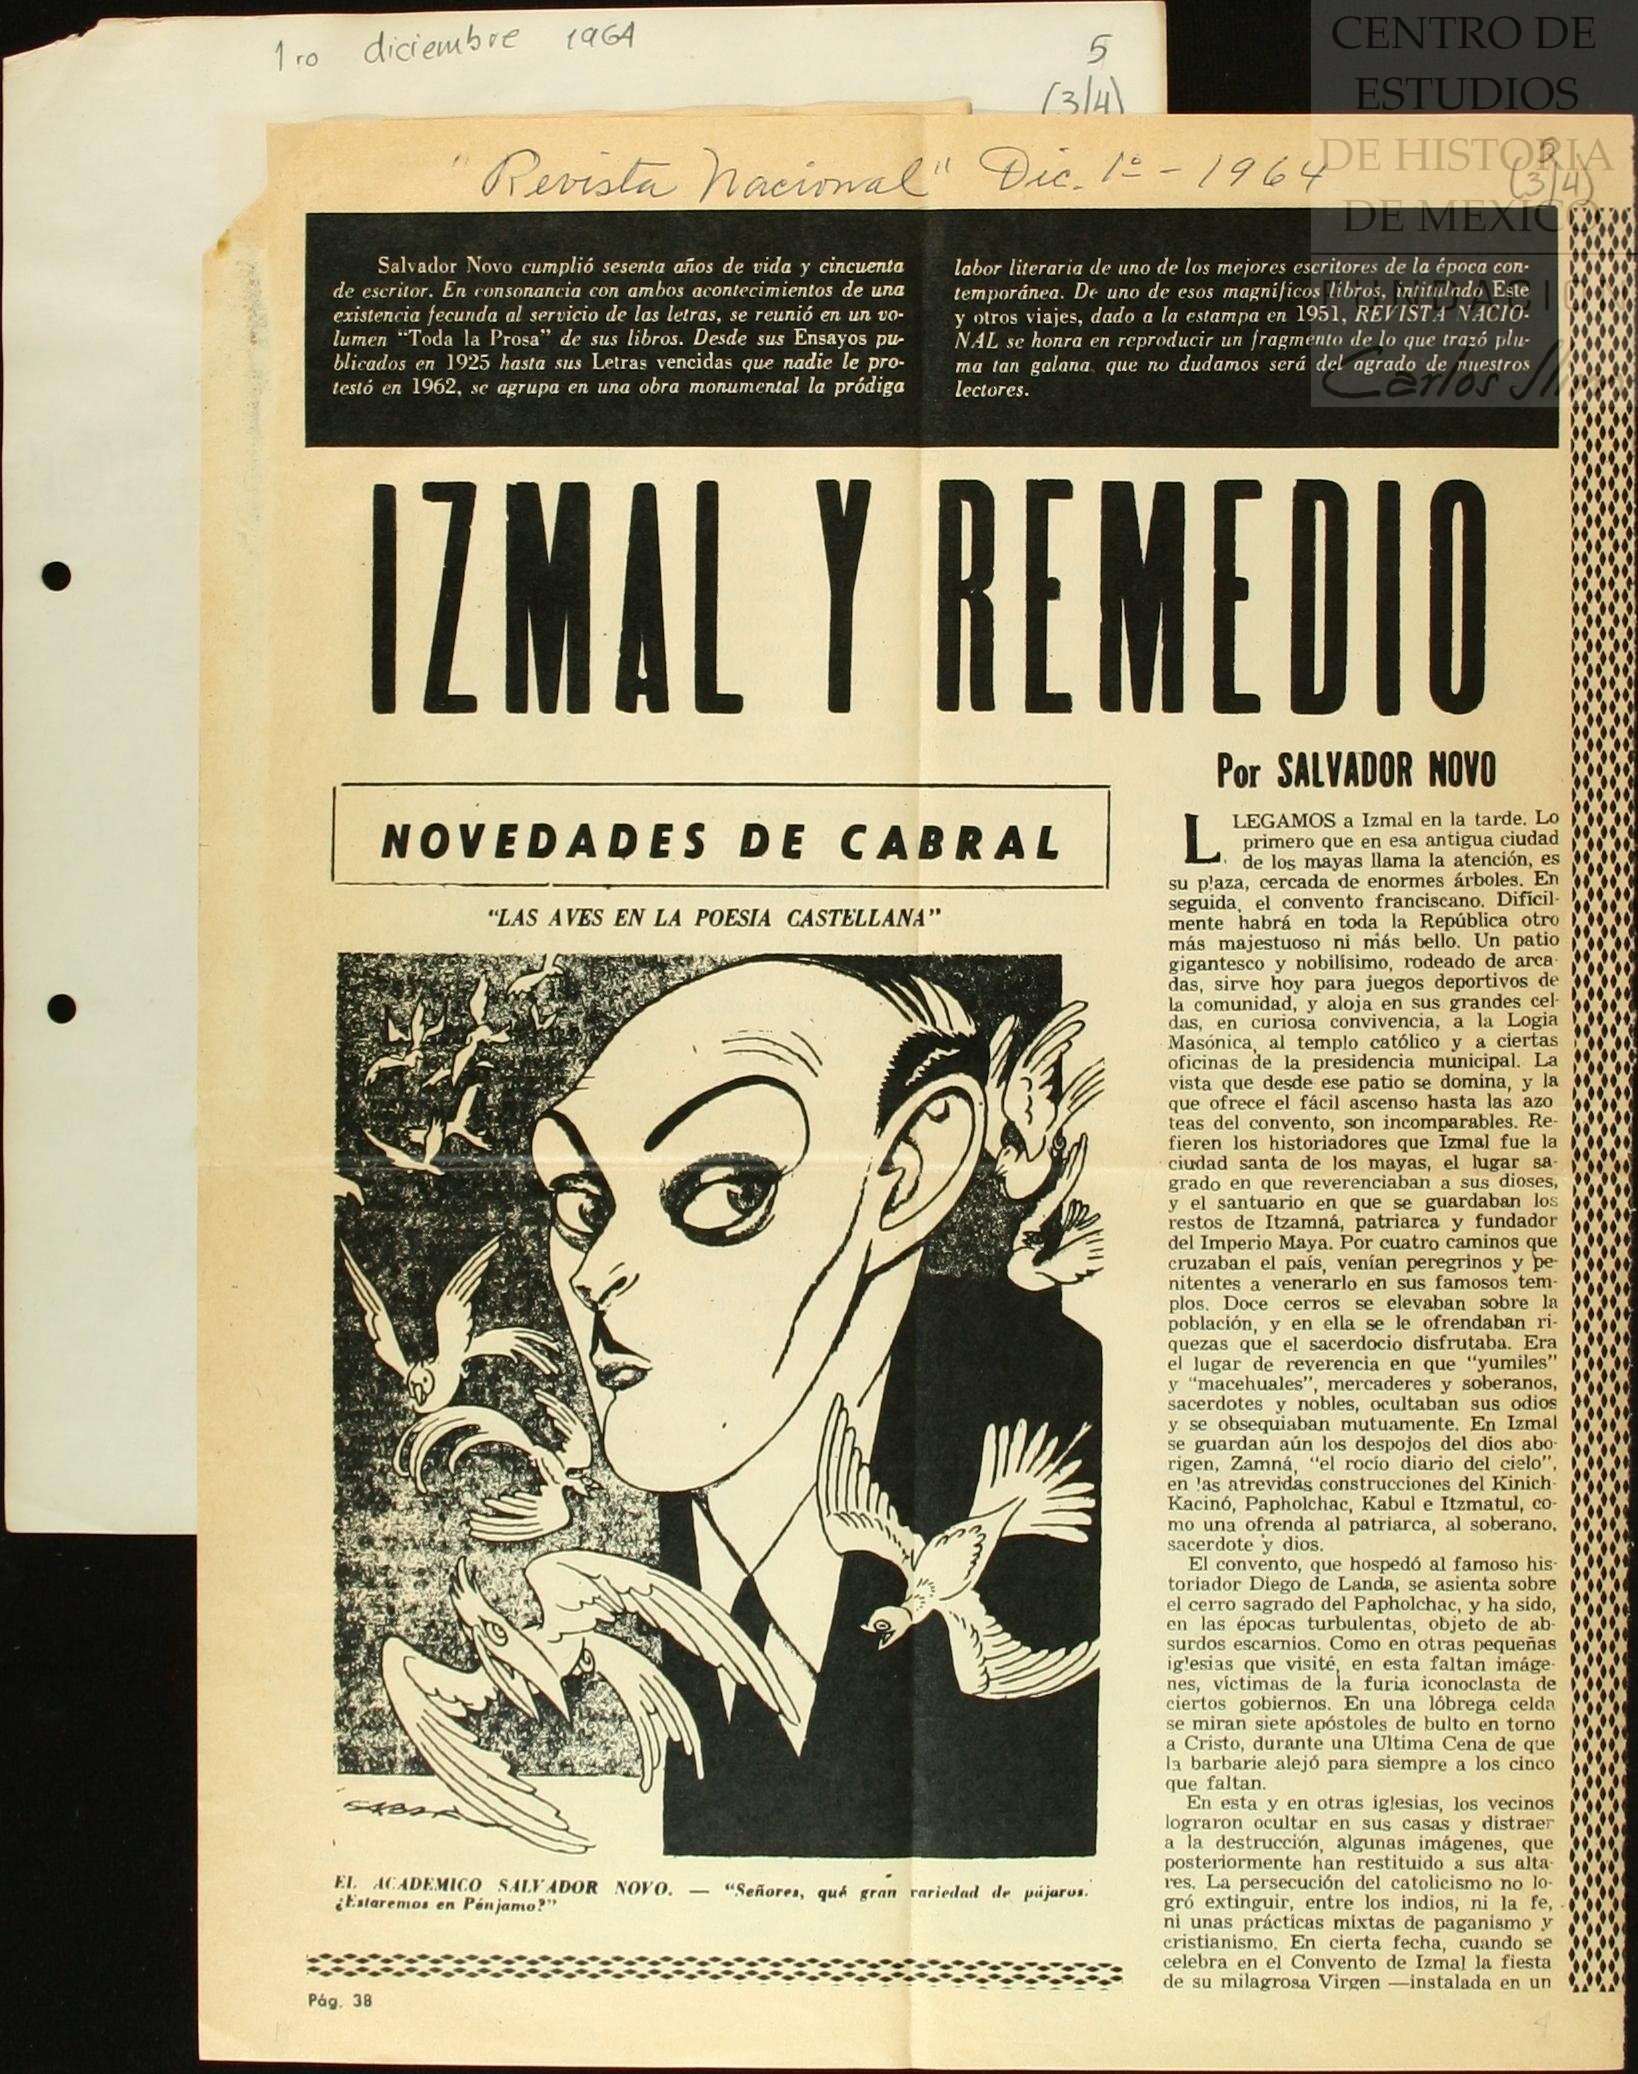 1ro diciembre 1964
5
(3/4)
CENTRO DE
ESTUDIOS
DE HISTORIA
DE MEXICO
FUNDACIÓ
Carlos Slim
"Revista Nacional" Dic. 1º - 1964
(3/4)
Salvador Novo cumplió sesenta años de vida y cincuenta
de escritor. En consonancia con ambos acontecimientos de una
existencia fecunda al servicio de las letras, se reunió en un vo-
lumen "Toda la Prosa" de sus libros. Desde sus Ensayos pu-
blicados en 1925 hasta sus Letras vencidas que nadie le pro-
testó en 1962, se agrupa en una obra monumental la pródiga
labor literaria de uno de los mejores escritores de la época con-
temporánea. De uno de esos magníficos libros, intitulado Este
y otros viajes, dado a la estampa en 1951, REVISTA NACIO-
NAL se honra en reproducir un fragmento de lo que trazó plu-
ma tan galana que no dudamos será del agrado de nuestros
lectores.
IZMAL Y REMEDIO
Por SALVADOR NOVO
NOVEDADES DE CABRAL
"LAS AVES EN LA POESIA CASTELLANA"
CABRAL
EL ACADEMICO SALVADOR NOVO. — "Señores, qué gran variedad de pájaros.
¿Estaremos en Pénjamo?"
Pág. 38
LLEGAMOS a Izmal en la tarde. Lo
primero que en esa antigua ciudad
de los mayas llama la atención, es
su plaza, cercada de enormes árboles. En
seguida, el convento franciscano. Difícil-
mente habrá en toda la República otro
más majestuoso ni más bello. Un patio
gigantesco y nobilísimo, rodeado de arca-
das, sirve hoy para juegos deportivos de
la comunidad, y aloja en sus grandes cel-
das, en curiosa convivencia, a la Logia
Masónica, al templo católico y a ciertas
oficinas de la presidencia municipal. La
vista que desde ese patio se domina, y la
que ofrece el fácil ascenso hasta las azo
teas del convento, son incomparables. Re-
fieren los historiadores que Izmal fue la
ciudad santa de los mayas, el lugar sa-
grado en que reverenciaban a sus dioses,
y el santuario en que se guardaban los
restos de Itzamná, patriarca y fundador
del Imperio Maya. Por cuatro caminos que
cruzaban el país, venían peregrinos y pe-
nitentes a venerarlo en sus famosos tem-
plos. Doce cerros se elevaban sobre la
población, y en ella se le ofrendaban ri-
quezas que el sacerdocio disfrutaba. Era
el lugar de reverencia en que "yumiles"
y "macehuales", mercaderes y soberanos,
sacerdotes y nobles, ocultaban sus odios
y se obsequiaban mutuamente. En Izmal
se guardan aún los despojos del dios abo-
rigen, Zamná, "el rocío diario del cielo",
en las atrevidas construcciones del Kinich-
Kacinó, Papholchac, Kabul e Itzmatul, co-
mo una ofrenda al patriarca, al soberano,
sacerdote y dios.
El convento, que hospedó al famoso his-
toriador Diego de Landa, se asienta sobre
el cerro sagrado del Papholchac, y ha sido,
en las épocas turbulentas, objeto de ab-
surdos escarnios. Como en otras pequeñas
iglesias que visité, en esta faltan imáge-
nes, víctimas de la furia iconoclasta de
ciertos gobiernos. En una lóbrega celda
se miran siete apóstoles de bulto en torno
a Cristo, durante una Ultima Cena de que
la barbarie alejó para siempre a los cinco
que faltan.
En esta y en otras iglesias, los vecinos
lograron ocultar en sus casas y distraer
a la destrucción, algunas imágenes, que
posteriormente han restituido a sus alta-
res. La persecución del catolicismo no lo-
gró extinguir, entre los indios, ni la fe,
ni unas prácticas mixtas de paganismo y
cristianismo. En cierta fecha, cuando se
celebra en el Convento de Izmal la fiesta
de su milagrosa Virgen —instalada en un